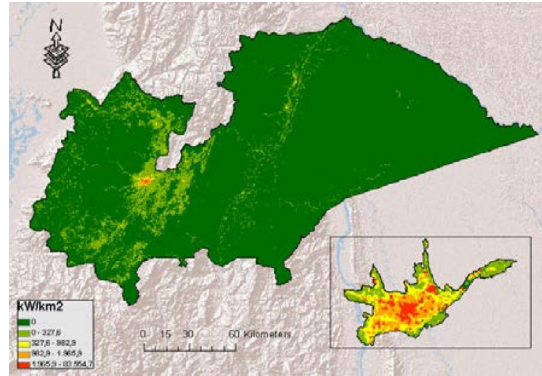 N
kW/km2
0
0 - 327,6
327,6 - 982,9
982,9 - 1.965,9
0 15 30 60 Kilometers